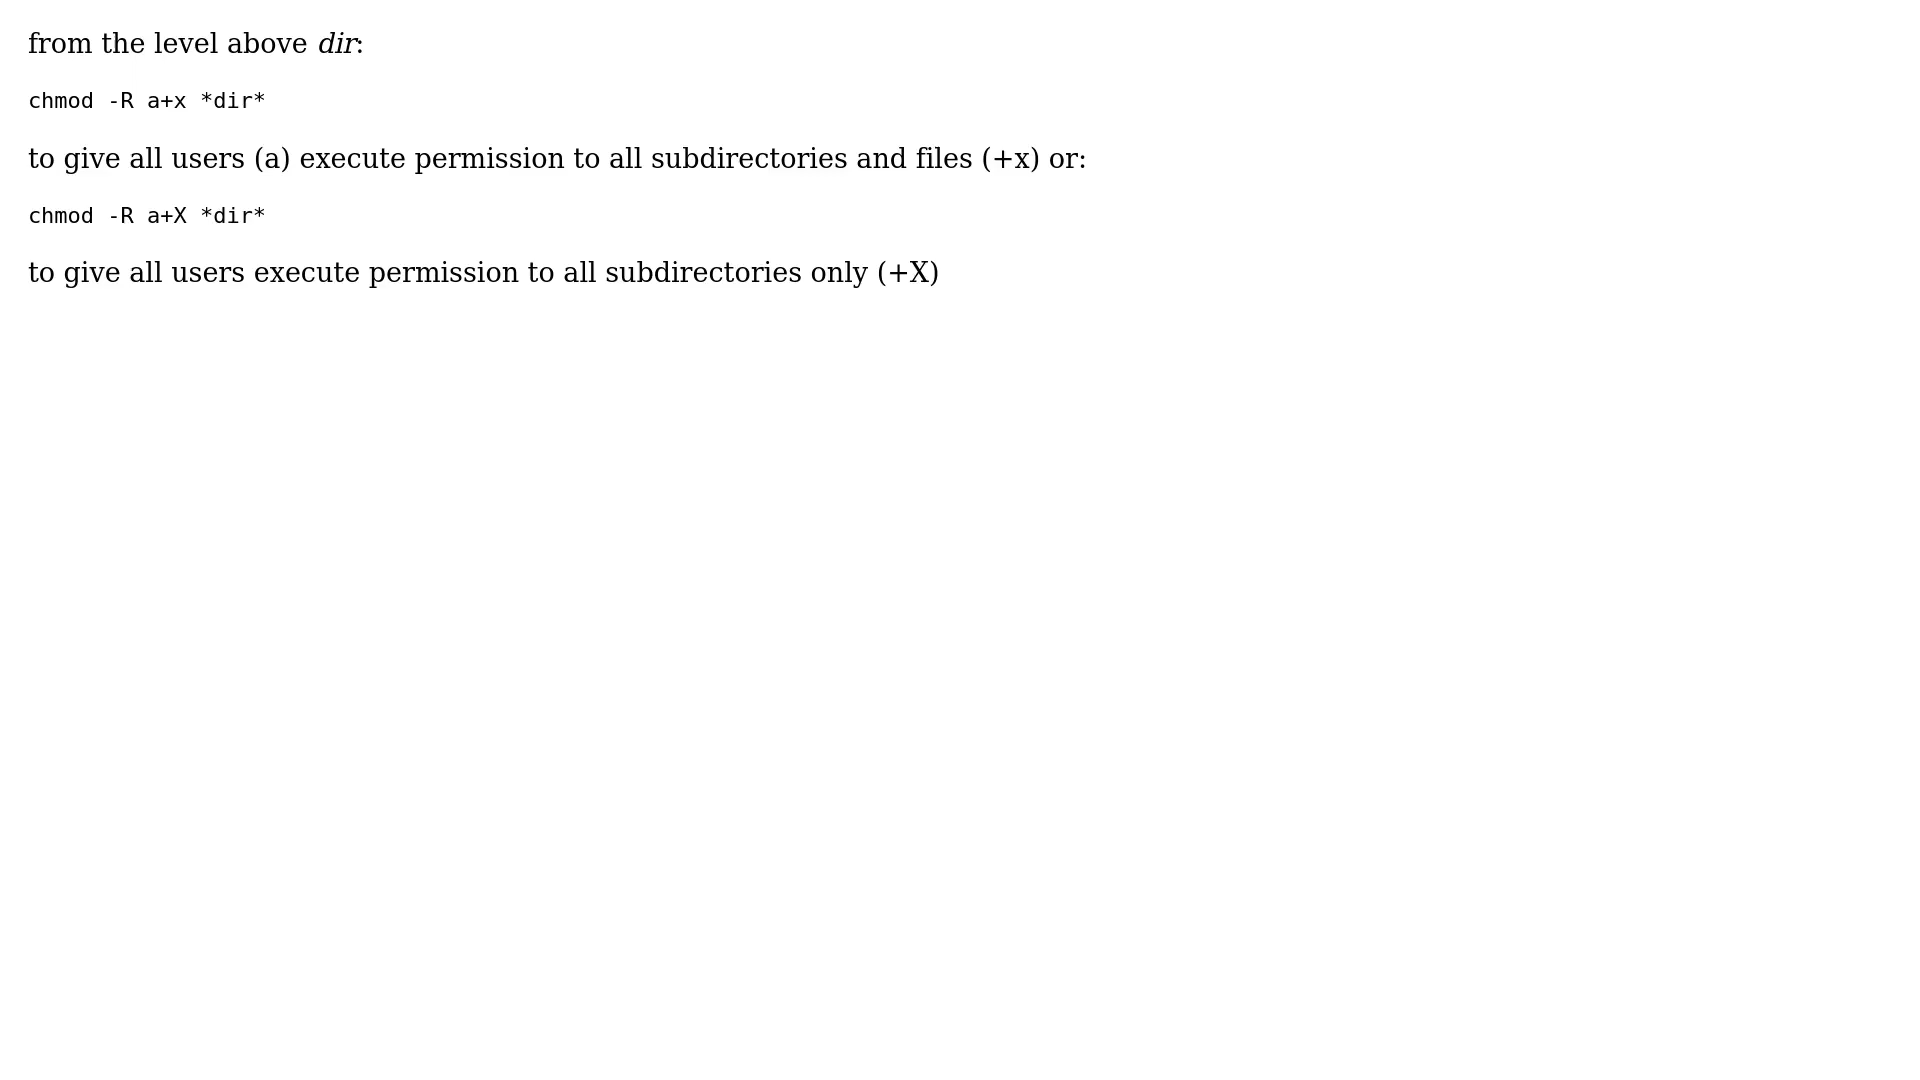 from the level above dir:
chmod -R a+x *dir*
to give all users (a) execute permission to all subdirectories and files (+x) or:
chmod -R a+X *dir*
to give all users execute permission to all subdirectories only (+X)